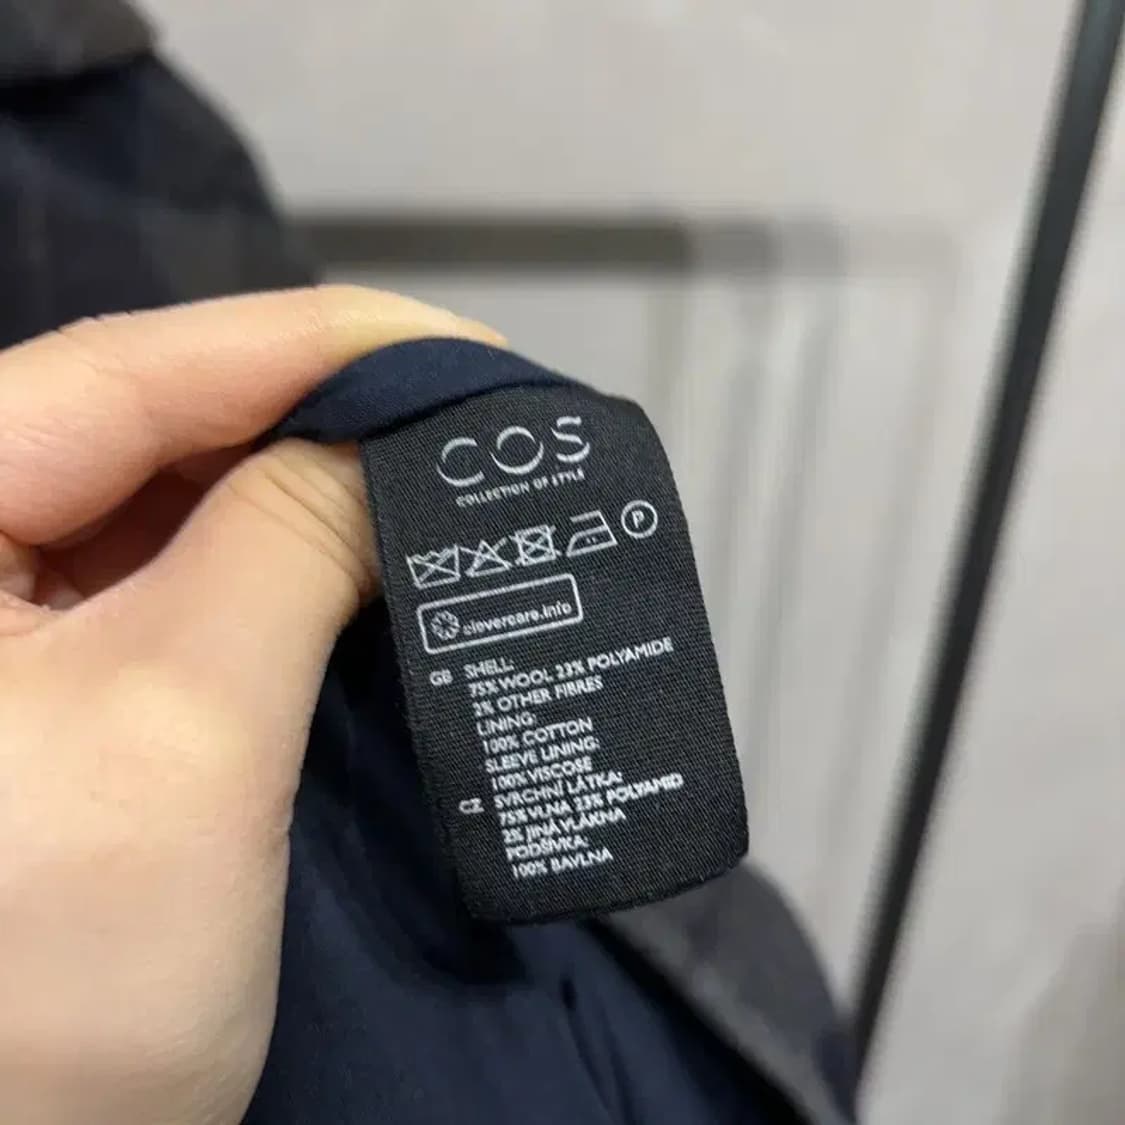 COS
COLLECTION OF STYLE
P
clevercare.info
GB SHELL:
75% WOOL 23% POLYAMIDE
2% OTHER FIBRES
LINING:
100% COTTON
SLEEVE LINING:
100% VISCOSE
CZ SVRCHNÍ LÁTKA:
75% VLNA 23% POLYAMID
2% JINÁ VLÁKNA
PODŠÍVKA:
100% BAVLNA